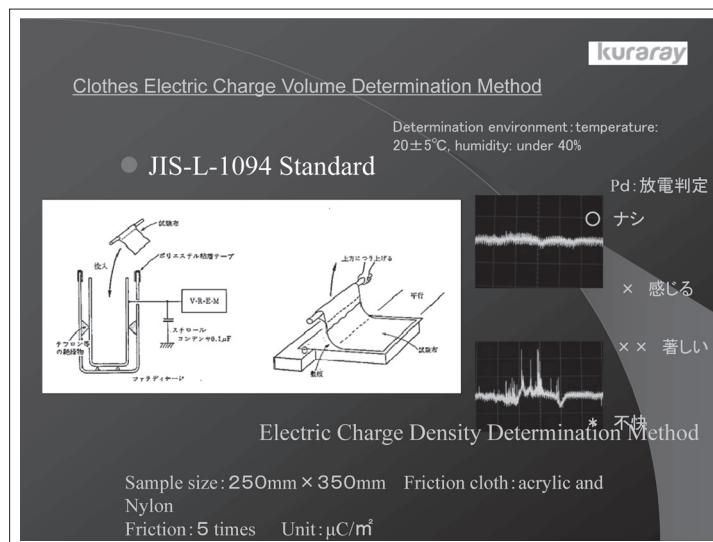 kuraray
Clothes Electric Charge Volume Determination Method
Determination environment：temperature:
20±5℃, humidity: under 40%
JIS-L-1094 Standard
Pd：放電判定
○ ナシ
× 感じる
×× 著しい
* 不快
試験布
投入
ポリエステル粘着テープ
V-R-E-M
スチロール
コンデンサ0.1μF
テフロン等
の絶縁物
ファラディケージ
上方につり上げる
平行
試験布
敷板
Electric Charge Density Determination Method
Sample size：250mm×350mm Friction cloth：acrylic and
Nylon
Friction：5 times Unit：μC/㎡